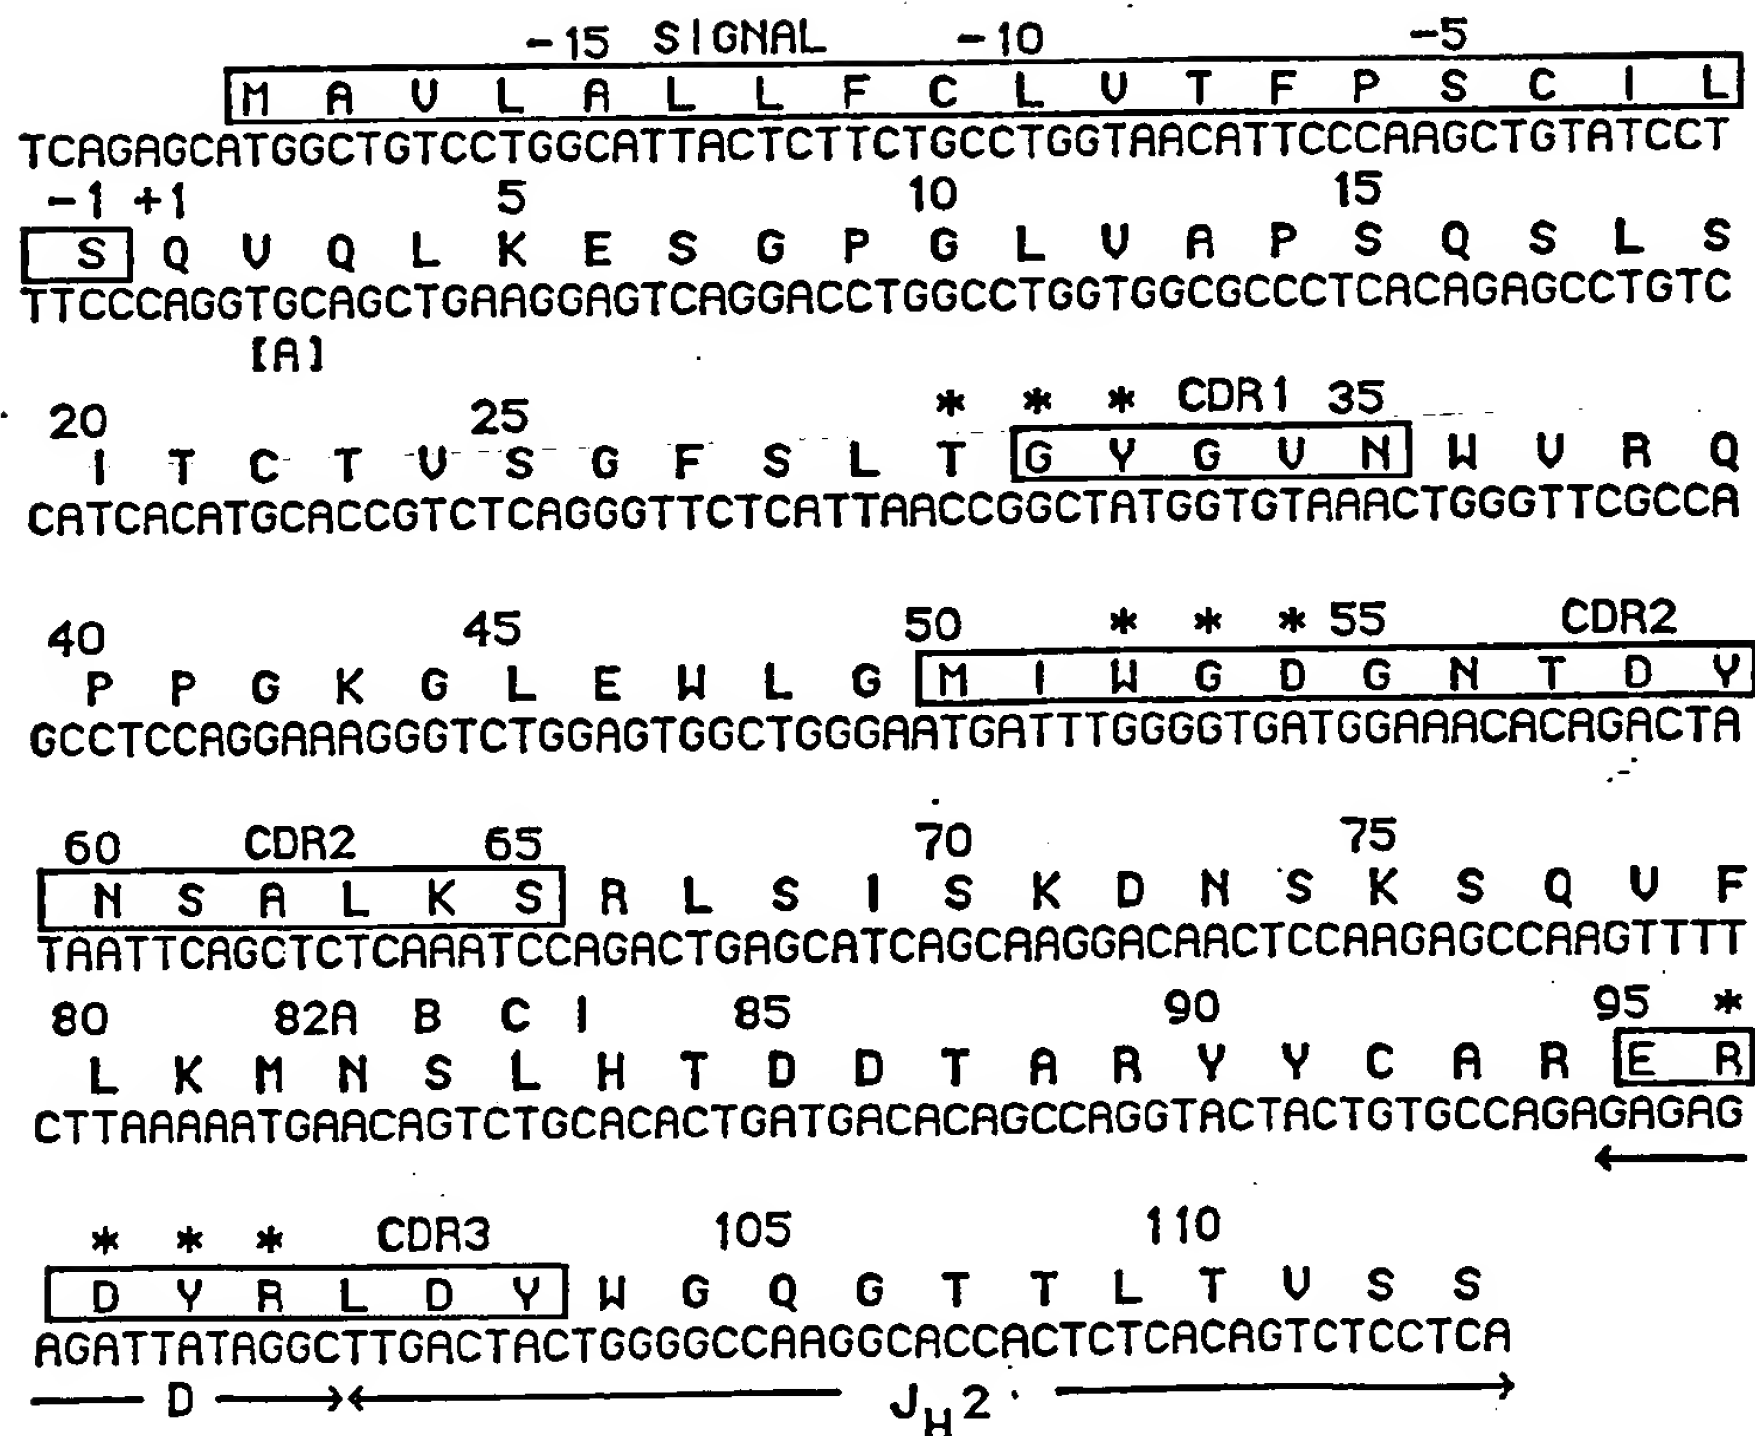 -15 SIGNAL -10 -5
M A V L A L L F C L V T F P S C I L
TCAGAGCATGGCTGTCCTGGCATTACTCTTCTGCCTGGTAACATTCCCAAGCTGTATCCT
-1 +1 5 10 15
S Q V Q L K E S G P G L V A P S Q S L S
TTCCCAGGTGCAGCTGAAGGAGTCAGGACCTGGCCTGGTGGCGCCCTCACAGAGCCTGTC
[A]
* * * CDR1 35
20 25
I T C T V S G F S L T G Y G V N W V R Q
CATCACATGCACCGTCTCAGGGTTCTCATTAACCGGCTATGGTGTAAACTGGGTTCGCCA
40 45 50 * * * 55 CDR2
P P G K G L E W L G M I W G D G N T D Y
GCCTCCAGGAAAGGGTCTGGAGTGGCTGGGAATGATTTGGGGTGATGGAAACACAGACTA
60 CDR2 65 70 75
N S A L K S R L S I S K D N S K S Q V F
TAATTCAGCTCTCAAATCCAGACTGAGCATCAGCAAGGACAACTCCAAGAGCCAAGTTTT
80 82A B C I 85 90 95 *
L K M N S L H T D D T A R Y Y C A R E R
CTTAAAAATGAACAGTCTGCACACTGATGACACAGCCAGGTACTACTGTGCCAGAGAGAG
* * * CDR3 105 110
D Y R L D Y W G Q G T T L T V S S
AGATTATAGGCTTGACTACTGGGGCCAAGGCACCACTCTCACAGTCTCCTCA
D JH2